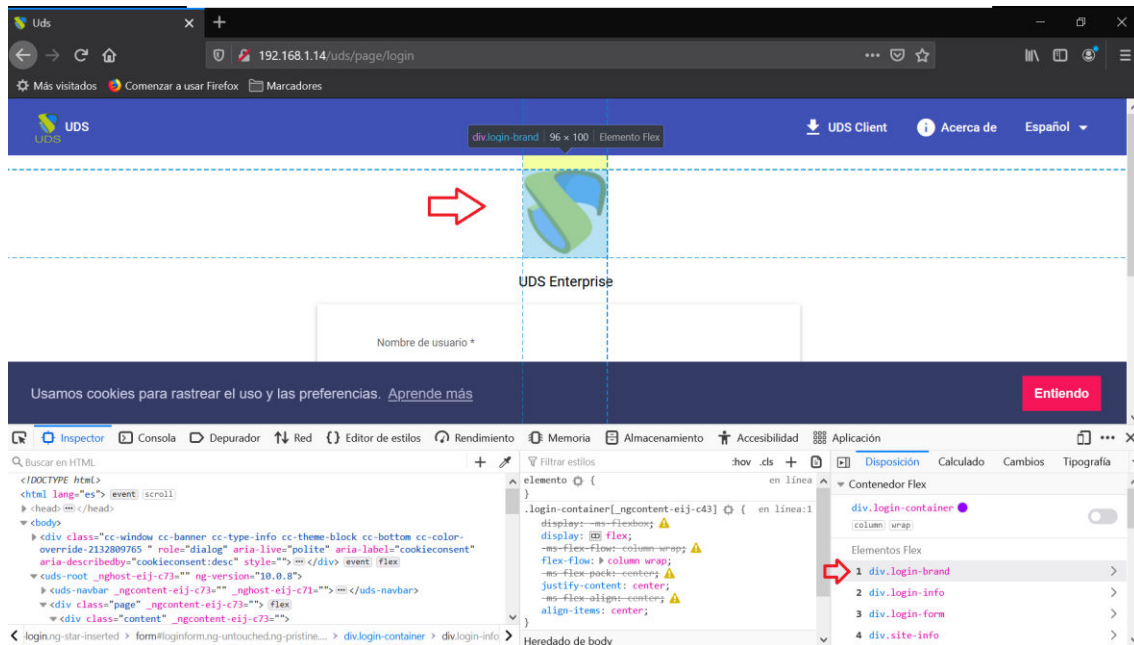 Uds
192.168.1.14/uds/page/login
Más visitados Comenzar a usar Firefox Marcadores
UDS UDS UDS Client Acerca de Español
div.login-brand 96 × 100 Elemento Flex
UDS Enterprise
Nombre de usuario *
Usamos cookies para rastrear el uso y las preferencias. Aprende más Entiendo
Inspector Consola Depurador Red Editor de estilos Rendimiento Memoria Almacenamiento Accesibilidad Aplicación
Buscar en HTML
<!DOCTYPE html>
<html lang="es"> event scroll
<head> ⋯ </head>
<body>
<div class="cc-window cc-banner cc-type-info cc-theme-block cc-bottom cc-color-
override-2132809765 " role="dialog" aria-live="polite" aria-label="cookieconsent"
aria-describedby="cookieconsent:desc" style=""> ⋯ </div> event flex
<uds-root _nghost-eij-c73="" ng-version="10.0.8">
<uds-navbar _ngcontent-eij-c73="" _nghost-eij-c71=""> ⋯ </uds-navbar>
<div class="page" _ngcontent-eij-c73=""> flex
<div class="content" _ngcontent-eij-c73="">
login.ng-star-inserted > form#loginform.ng-untouched.ng-pristine.… > div.login-container > div.login-info
Filtrar estilos :hov .cls +
elemento { en línea
}
.login-container[_ngcontent-eij-c43] { en línea:1
display: -ms-flexbox;
display: flex;
-ms-flex-flow: column wrap;
flex-flow: column wrap;
-ms-flex-pack: center;
justify-content: center;
-ms-flex-align: center;
align-items: center;
}
Heredado de body
Disposición Calculado Cambios Tipografía
Contenedor Flex
div.login-container
column wrap
Elementos Flex
1 div.login-brand
2 div.login-info
3 div.login-form
4 div.site-info